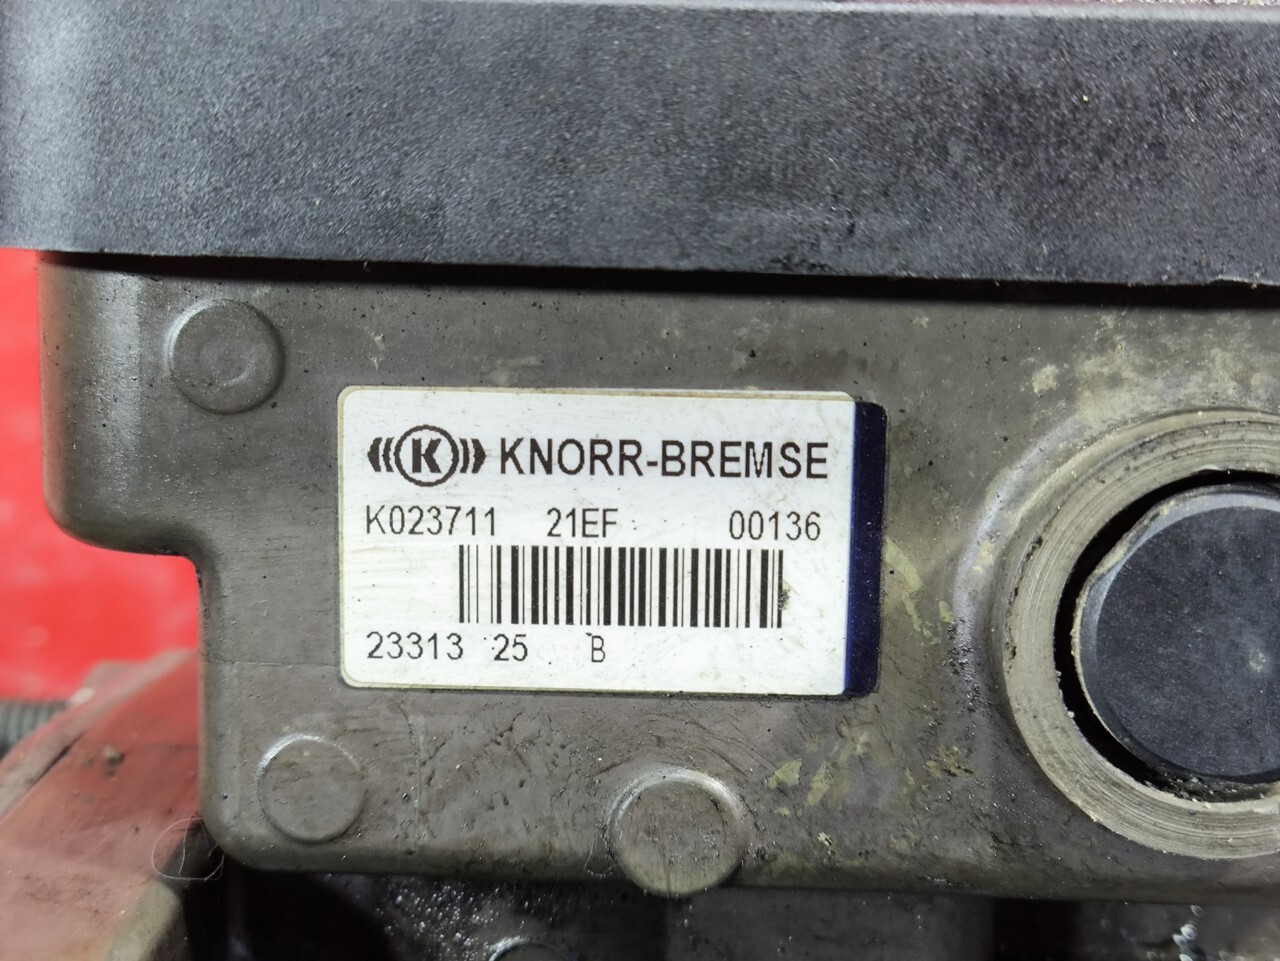 K KNORR-BREMSE
K023711 21EF 00136
23313 25 B